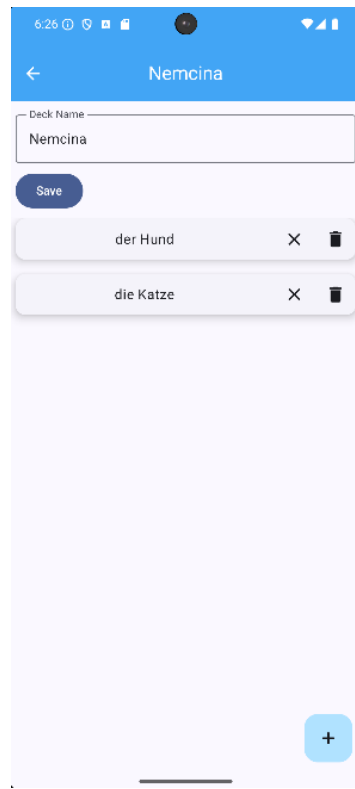 6:26
Nemcina
Deck Name
Nemcina
Save
der Hund
die Katze
+